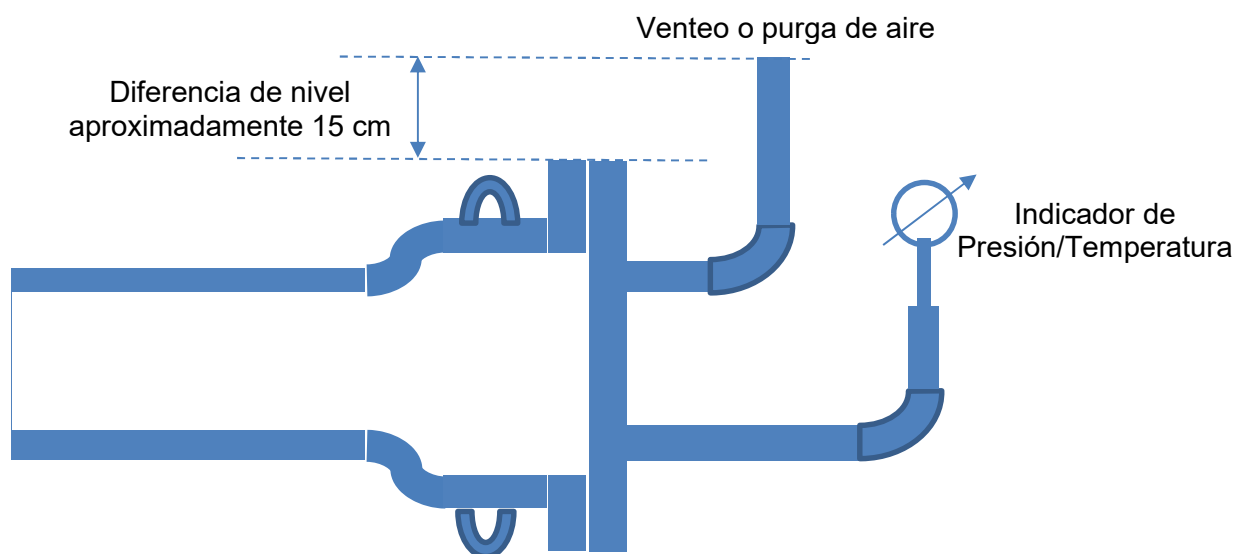 Venteo o purga de aire
Diferencia de nivel
aproximadamente 15 cm
Indicador de
Presión/Temperatura